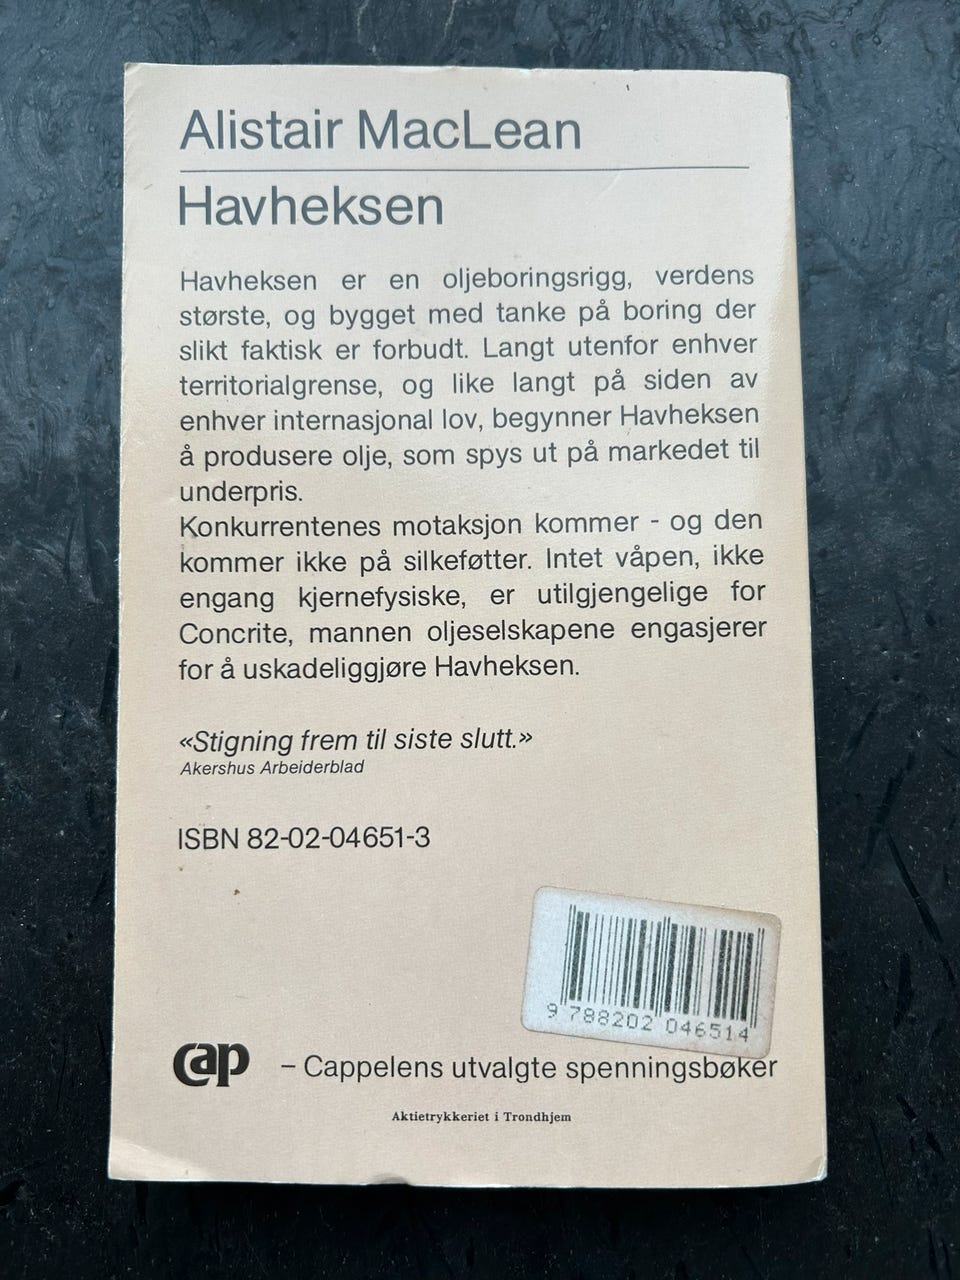 Alistair MacLean
Havheksen
Havheksen er en oljeboringsrigg, verdens
største, og bygget med tanke på boring der
slikt faktisk er forbudt. Langt utenfor enhver
territorialgrense, og like langt på siden av
enhver internasjonal lov, begynner Havheksen
å produsere olje, som spys ut på markedet til
underpris.
Konkurrentenes motaksjon kommer - og den
kommer ikke på silkeføtter. Intet våpen, ikke
engang kjernefysiske, er utilgjengelige for
Concrite, mannen oljeselskapene engasjerer
for å uskadeliggjøre Havheksen.
«Stigning frem til siste slutt.»
Akershus Arbeiderblad
ISBN 82-02-04651-3
9 788202 046514
cap – Cappelens utvalgte spenningsbøker
Aktietrykkeriet i Trondhjem